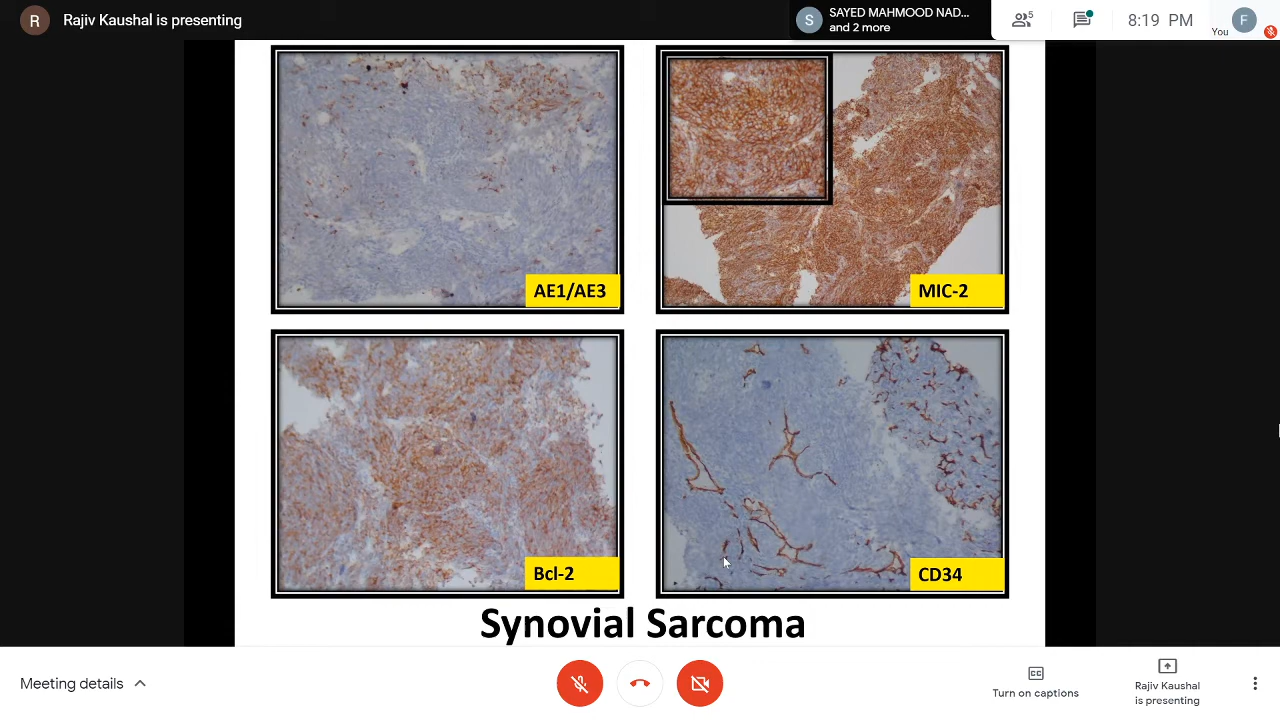 R
Rajiv Kaushal is presenting
S
SAYED MAHMOOD NAD...
and 2 more
5
8:19 PM
You
F
AE1/AE3
MIC-2
Bcl-2
CD34
Synovial Sarcoma
Meeting details
CC
Turn on captions
Rajiv Kaushal
is presenting